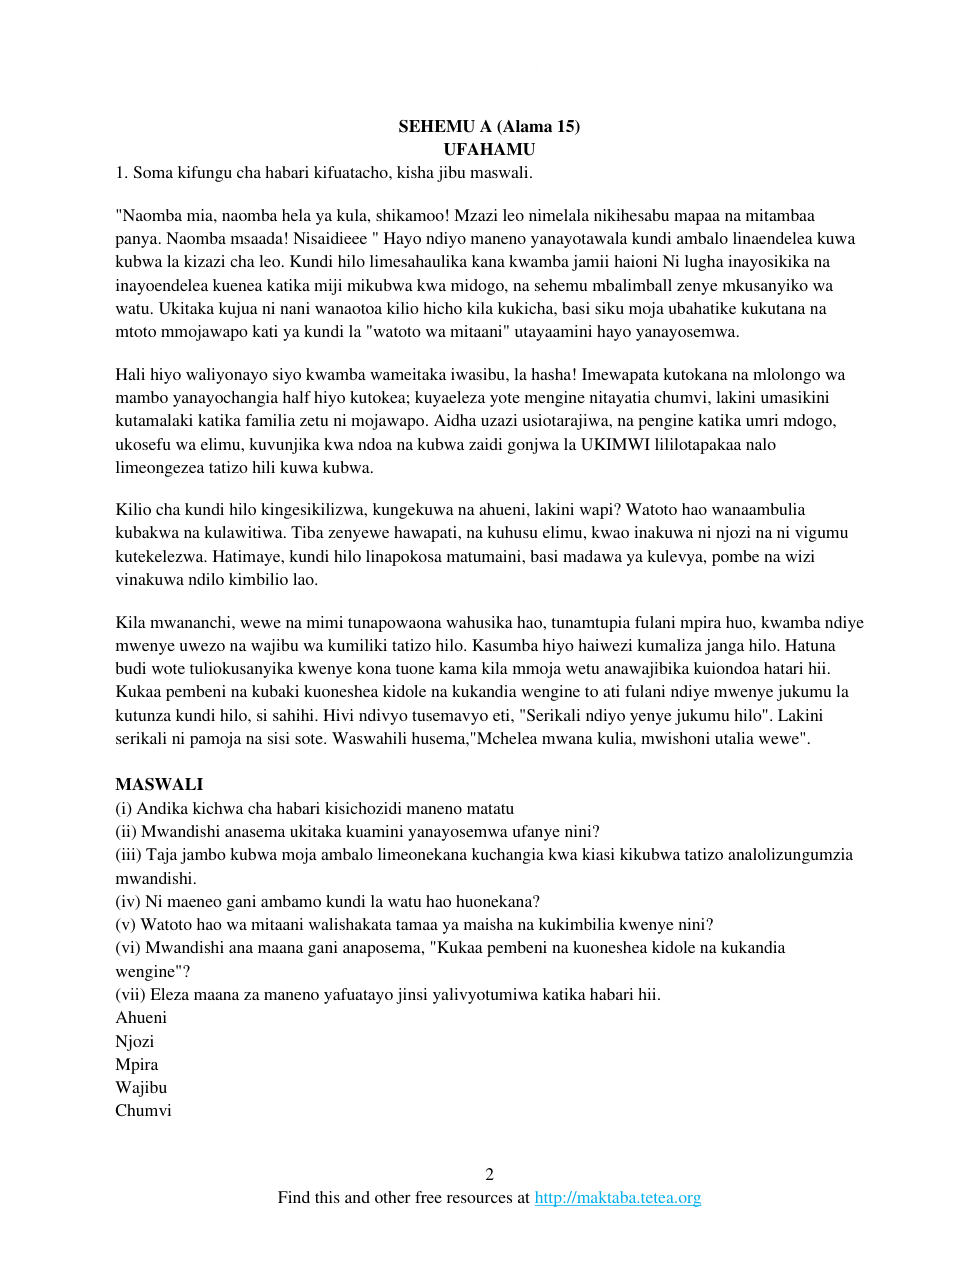 SEHEMU A (Alama 15)
UFAHAMU
1. Soma kifungu cha habari kifuatacho, kisha jibu maswali.
"Naomba mia, naomba hela ya kula, shikamoo! Mzazi leo nimelala nikihesabu mapaa na mitambaa
panya. Naomba msaada! Nisaidieee " Hayo ndiyo maneno yanayotawala kundi ambalo linaendelea kuwa
kubwa la kizazi cha leo. Kundi hilo limesahaulika kana kwamba jamii haioni Ni lugha inayosikika na
inayoendelea kuenea katika miji mikubwa kwa midogo, na sehemu mbalimball zenye mkusanyiko wa
watu. Ukitaka kujua ni nani wanaotoa kilio hicho kila kukicha, basi siku moja ubahatike kukutana na
mtoto mmojawapo kati ya kundi la "watoto wa mitaani" utayaamini hayo yanayosemwa.
Hali hiyo waliyonayo siyo kwamba wameitaka iwasibu, la hasha! Imewapata kutokana na mlolongo wa
mambo yanayochangia half hiyo kutokea; kuyaeleza yote mengine nitayatia chumvi, lakini umasikini
kutamalaki katika familia zetu ni mojawapo. Aidha uzazi usiotarajiwa, na pengine katika umri mdogo,
ukosefu wa elimu, kuvunjika kwa ndoa na kubwa zaidi gonjwa la UKIMWI lililotapakaa nalo
limeongezea tatizo hili kuwa kubwa.
Kilio cha kundi hilo kingesikilizwa, kungekuwa na ahueni, lakini wapi? Watoto hao wanaambulia
kubakwa na kulawitiwa. Tiba zenyewe hawapati, na kuhusu elimu, kwao inakuwa ni njozi na ni vigumu
kutekelezwa. Hatimaye, kundi hilo linapokosa matumaini, basi madawa ya kulevya, pombe na wizi
vinakuwa ndilo kimbilio lao.
Kila mwananchi, wewe na mimi tunapowaona wahusika hao, tunamtupia fulani mpira huo, kwamba ndiye
mwenye uwezo na wajibu wa kumiliki tatizo hilo. Kasumba hiyo haiwezi kumaliza janga hilo. Hatuna
budi wote tuliokusanyika kwenye kona tuone kama kila mmoja wetu anawajibika kuiondoa hatari hii.
Kukaa pembeni na kubaki kuoneshea kidole na kukandia wengine to ati fulani ndiye mwenye jukumu la
kutunza kundi hilo, si sahihi. Hivi ndivyo tusemavyo eti, "Serikali ndiyo yenye jukumu hilo". Lakini
serikali ni pamoja na sisi sote. Waswahili husema,"Mchelea mwana kulia, mwishoni utalia wewe".
MASWALI
(i) Andika kichwa cha habari kisichozidi maneno matatu
(ii) Mwandishi anasema ukitaka kuamini yanayosemwa ufanye nini?
(iii) Taja jambo kubwa moja ambalo limeonekana kuchangia kwa kiasi kikubwa tatizo analolizungumzia
mwandishi.
(iv) Ni maeneo gani ambamo kundi la watu hao huonekana?
(v) Watoto hao wa mitaani walishakata tamaa ya maisha na kukimbilia kwenye nini?
(vi) Mwandishi ana maana gani anaposema, "Kukaa pembeni na kuoneshea kidole na kukandia
wengine"?
(vii) Eleza maana za maneno yafuatayo jinsi yalivyotumiwa katika habari hii.
Ahueni
Njozi
Mpira
Wajibu
Chumvi
2
Find this and other free resources at http://maktaba.tetea.org